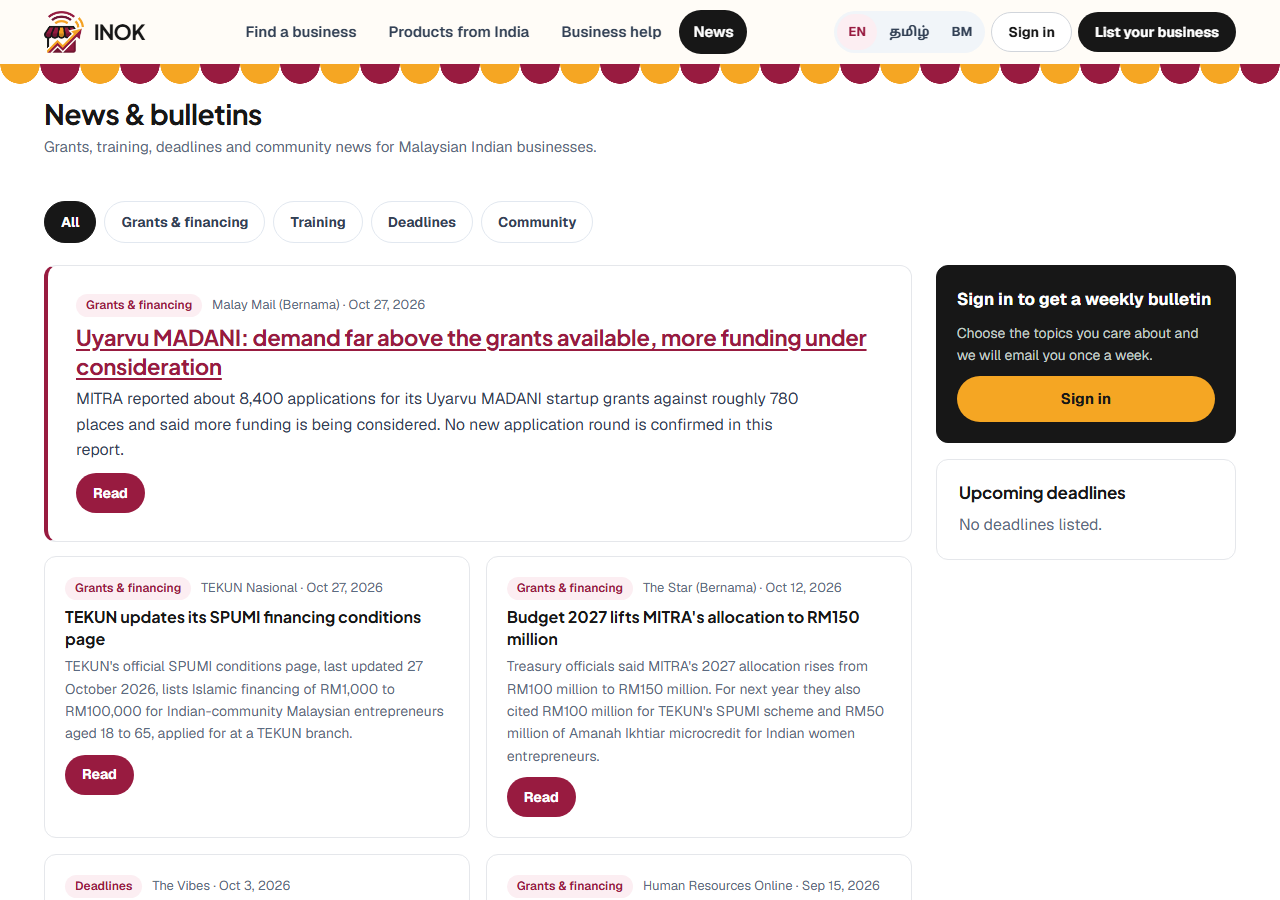 INOK
Find a business
Products from India
Business help
News
EN
தமிழ்
BM
Sign in
List your business
News & bulletins
Grants, training, deadlines and community news for Malaysian Indian businesses.
All
Grants & financing
Training
Deadlines
Community
Grants & financing Malay Mail (Bernama) · Oct 27, 2026
Uyarvu MADANI: demand far above the grants available, more funding under
consideration
MITRA reported about 8,400 applications for its Uyarvu MADANI startup grants against roughly 780
places and said more funding is being considered. No new application round is confirmed in this
report.
Read
Sign in to get a weekly bulletin
Choose the topics you care about and
we will email you once a week.
Sign in
Upcoming deadlines
No deadlines listed.
Grants & financing TEKUN Nasional · Oct 27, 2026
TEKUN updates its SPUMI financing conditions
page
TEKUN's official SPUMI conditions page, last updated 27
October 2026, lists Islamic financing of RM1,000 to
RM100,000 for Indian-community Malaysian entrepreneurs
aged 18 to 65, applied for at a TEKUN branch.
Read
Grants & financing The Star (Bernama) · Oct 12, 2026
Budget 2027 lifts MITRA's allocation to RM150
million
Treasury officials said MITRA's 2027 allocation rises from
RM100 million to RM150 million. For next year they also
cited RM100 million for TEKUN's SPUMI scheme and RM50
million of Amanah Ikhtiar microcredit for Indian women
entrepreneurs.
Read
Deadlines The Vibes · Oct 3, 2026
Grants & financing Human Resources Online · Sep 15, 2026